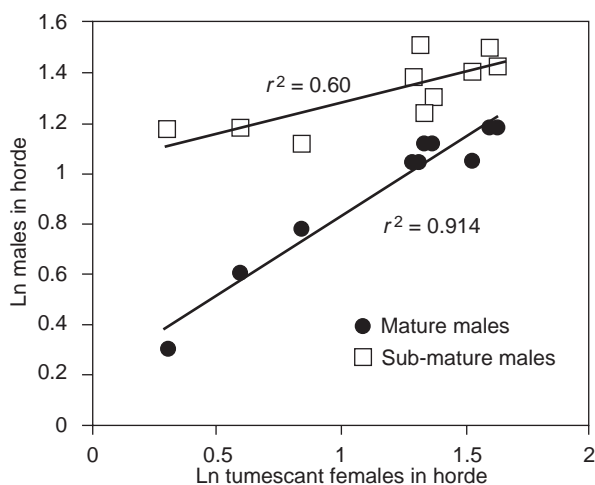 1.6
1.4
1.2
1
0.8
0.6
0.4
0.2
0
Ln males in horde
r² = 0.60
r² = 0.914
Mature males
Sub-mature males
0 0.5 1 1.5 2
Ln tumescant females in horde